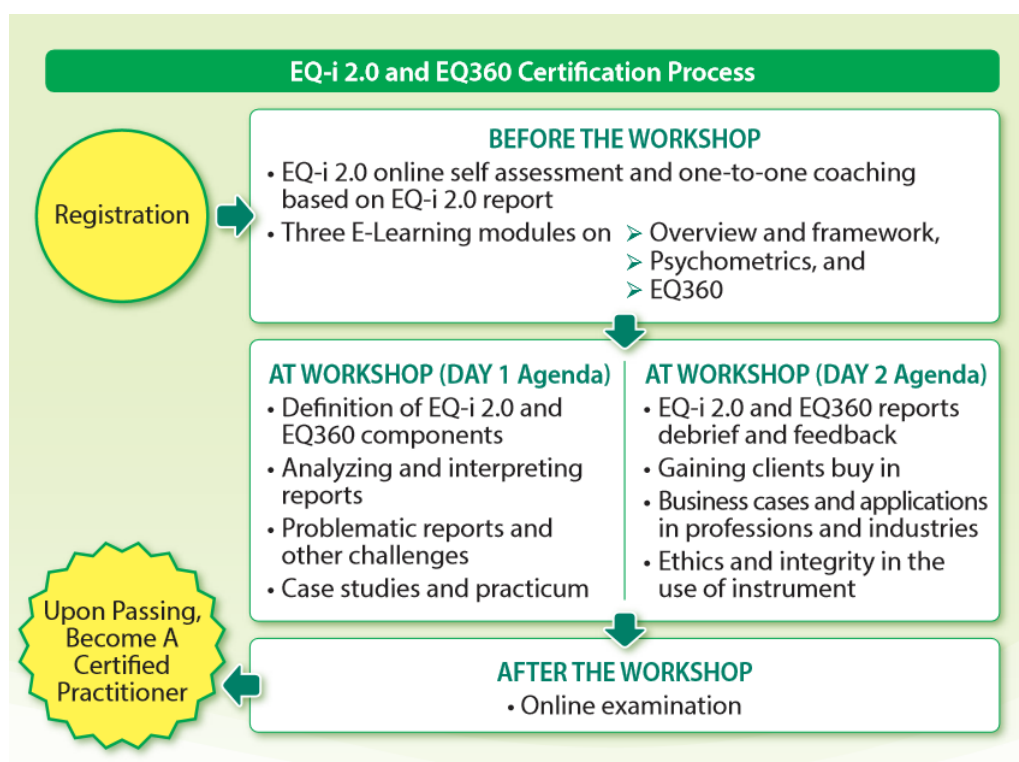 EQ-i 2.0 and EQ360 Certification Process
Registration
BEFORE THE WORKSHOP
• EQ-i 2.0 online self assessment and one-to-one coaching
based on EQ-i 2.0 report
• Three E-Learning modules on ➢ Overview and framework,
➢ Psychometrics, and
➢ EQ360
AT WORKSHOP (DAY 1 Agenda)
• Definition of EQ-i 2.0 and
EQ360 components
• Analyzing and interpreting
reports
• Problematic reports and
other challenges
• Case studies and practicum
AT WORKSHOP (DAY 2 Agenda)
• EQ-i 2.0 and EQ360 reports
debrief and feedback
• Gaining clients buy in
• Business cases and applications
in professions and industries
• Ethics and integrity in the
use of instrument
AFTER THE WORKSHOP
• Online examination
Upon Passing,
Become A
Certified
Practitioner